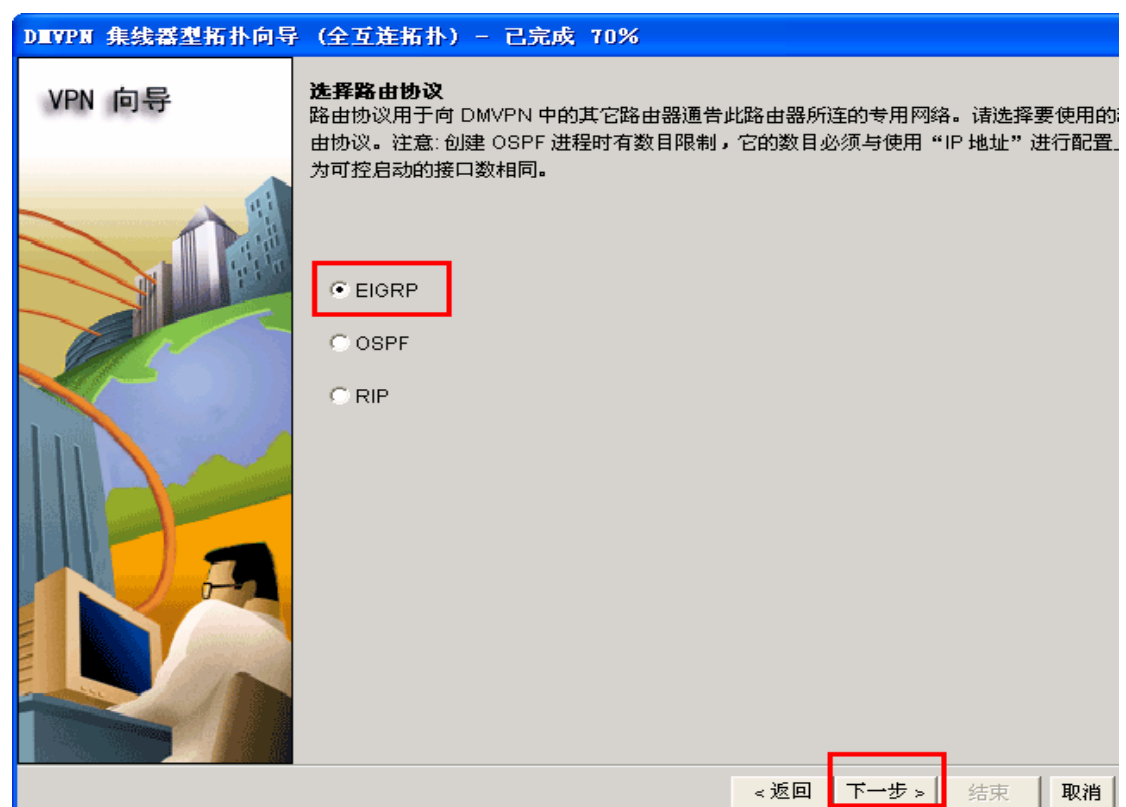 DMVPN 集线器型拓扑向导 (全互连拓扑) - 已完成 70%
VPN 向导
选择路由协议
路由协议用于向 DMVPN 中的其它路由器通告此路由器所连的专用网络。请选择要使用的
由协议。注意: 创建 OSPF 进程时有数目限制，它的数目必须与使用“IP 地址”进行配置
为可控启动的接口数相同。
EIGRP
OSPF
RIP
<返回 下一步> 结束 取消